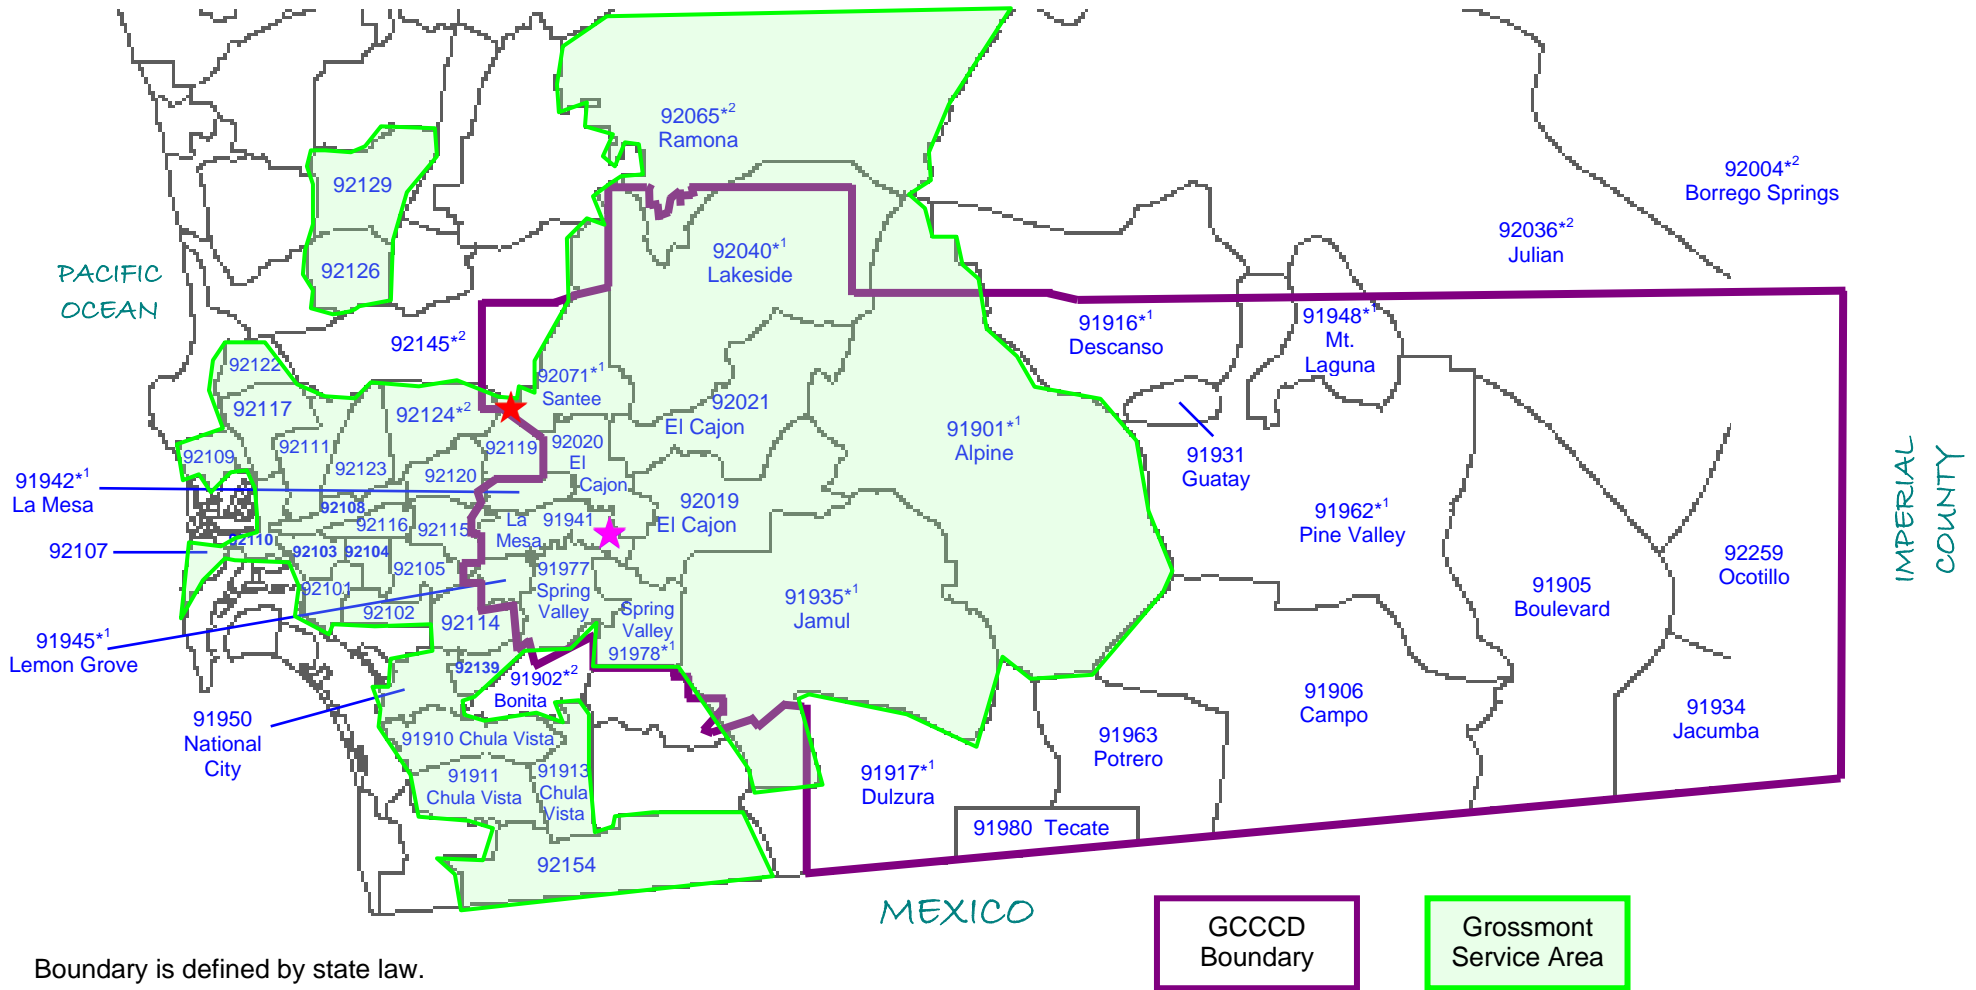 92065*2
Ramona
92129
92126
92004*2
Borrego Springs
92036*2
Julian
92040*1
Lakeside
PACIFIC
OCEAN
92145*2
91916*1
Descanso
91948*1
Mt.
Laguna
92122
92071*1
Santee
92117
92124*2
92021
El Cajon
91901*1
Alpine
92111
92119
92020
El
Cajon
92109
92123
92120
91931
Guatay
IMPERIAL
COUNTY
91942*1
La Mesa
92108
92019
El Cajon
91962*1
Pine Valley
92116
92115
La
Mesa
91941
92107
92110
92103
92104
92105
91977
Spring
Valley
92259
Ocotillo
92101
92102
91935*1
Jamul
91905
Boulevard
92114
Spring
Valley
91978*1
91945*1
Lemon Grove
92139
91902*2
Bonita
91950
National
City
91906
Campo
91934
Jacumba
91910 Chula Vista
91963
Potrero
91911
Chula Vista
91913
Chula
Vista
91917*1
Dulzura
91980 Tecate
92154
MEXICO
GCCCD
Boundary
Grossmont
Service Area
Boundary is defined by state law.